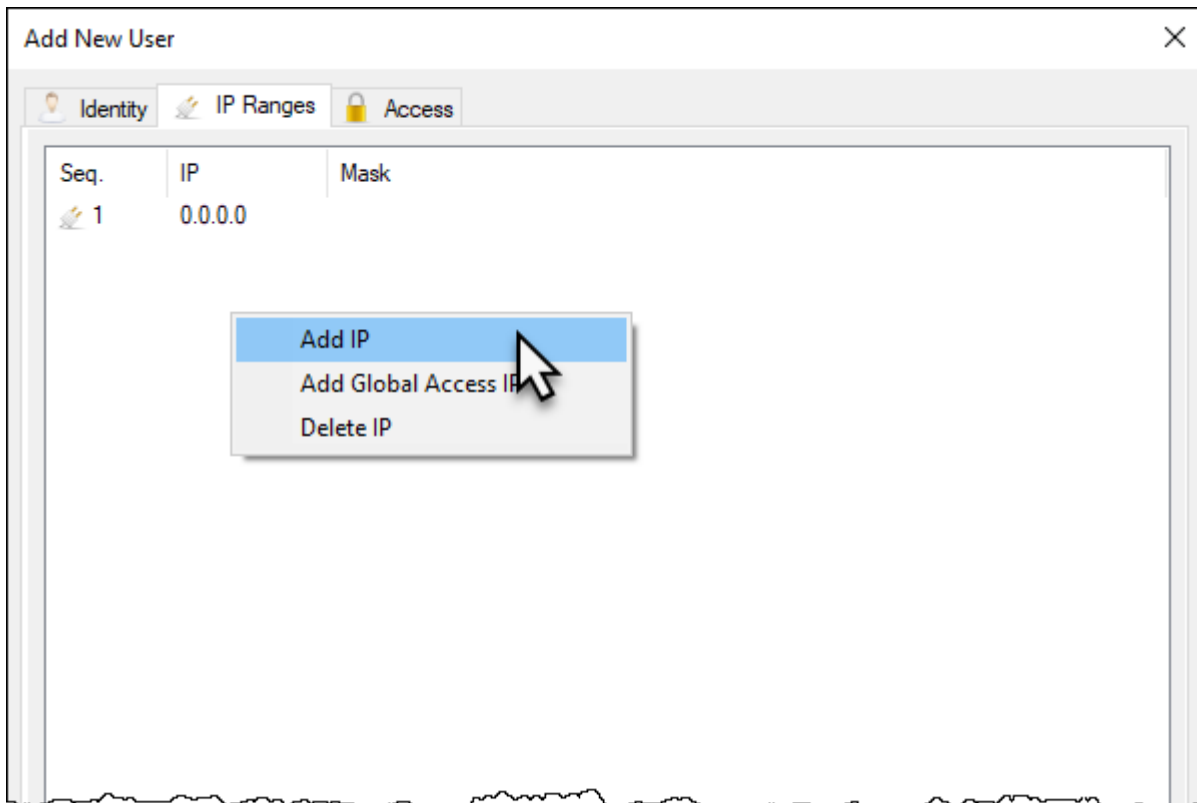 Add New User
Identity IP Ranges Access
Seq. IP Mask
1 0.0.0.0
Add IP
Add Global Access IP
Delete IP